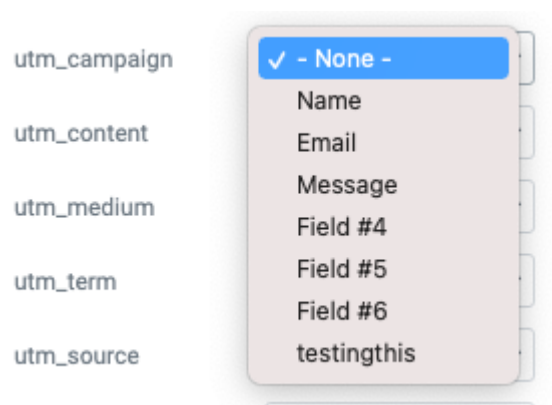 utm_campaign
✓ - None -
Name
utm_content
Email
Message
utm_medium
Field #4
Field #5
utm_term
Field #6
utm_source
testingthis